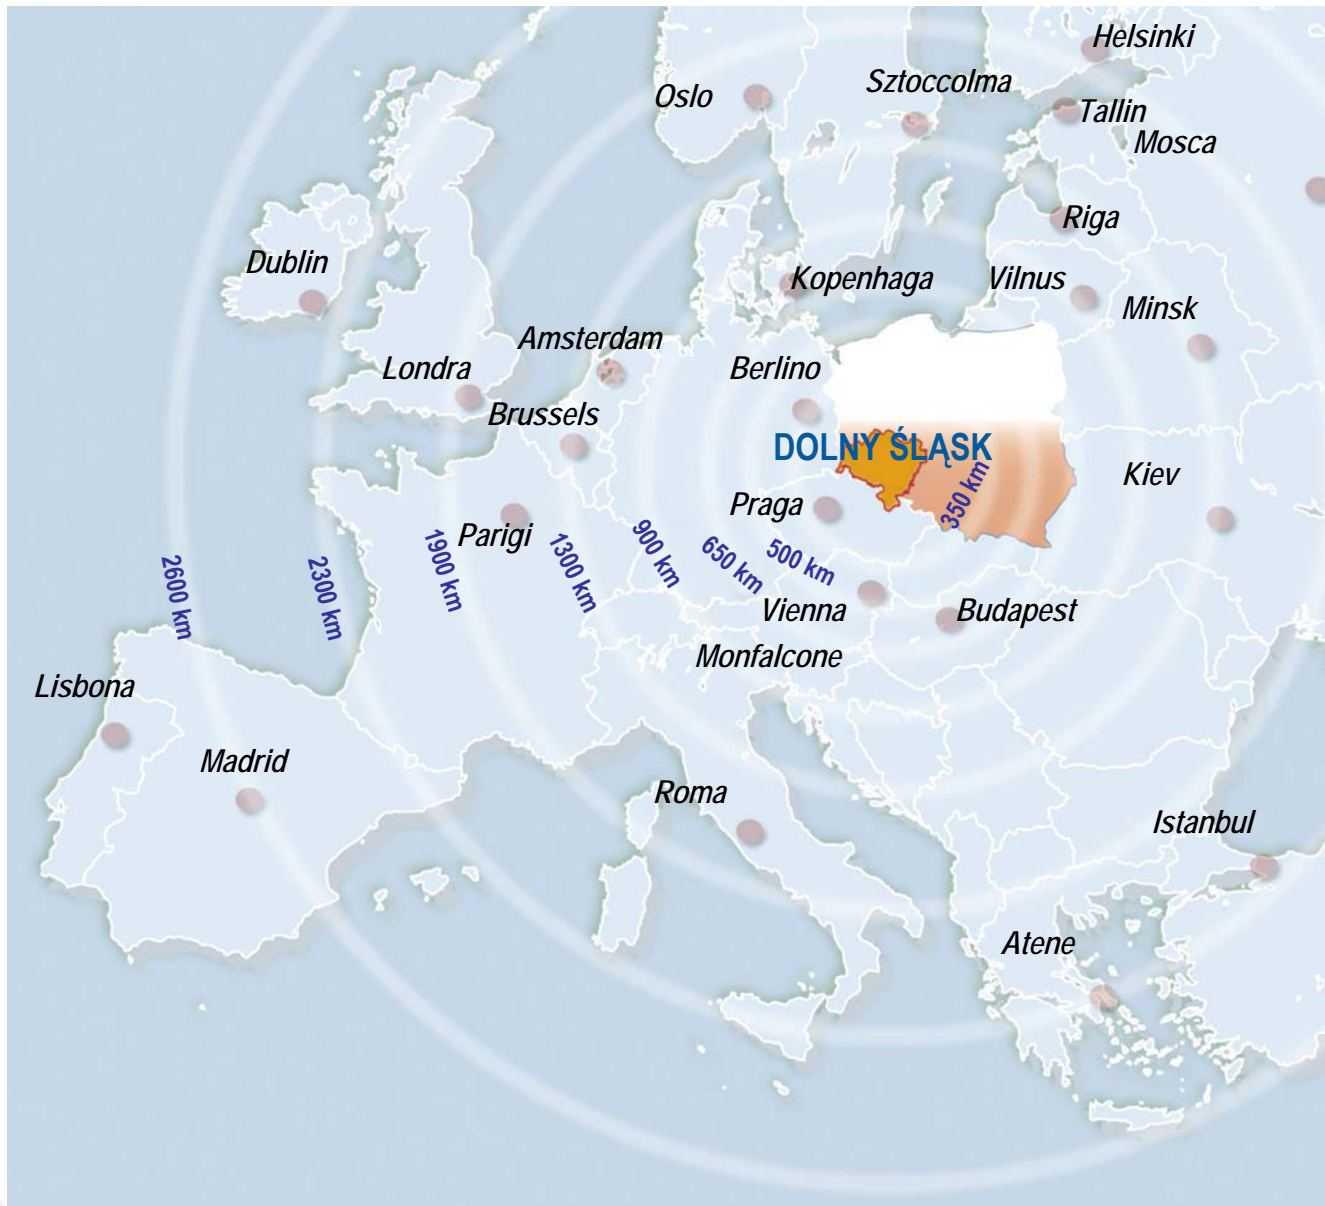 Helsinki
Sztoccolma
Oslo
Tallin
Mosca
Riga
Dublin
Kopenhaga
Vilnus
Minsk
Amsterdam
Londra
Berlino
Brussels
DOLNY ŚLĄSK
Kiev
350 km
Praga
Parigi
2600 km
2300 km
1900 km
1300 km
900 km
650 km
500 km
Vienna
Budapest
Monfalcone
Lisbona
Madrid
Roma
Istanbul
Atene